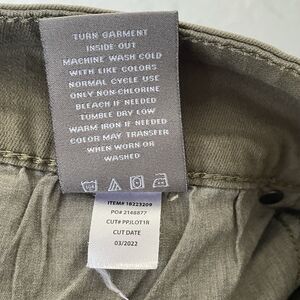 TURN GARMENT
INSIDE OUT
MACHINE WASH COLD
WITH LIKE COLORS
NORMAL CYCLE USE
ONLY NON-CHLORINE
BLEACH IF NEEDED
TUMBLE DRY LOW
WARM IRON IF NEEDED
COLOR MAY TRANSFER
WHEN WORN OR
WASHED
ITEM# 18223209
PO# 2148877
CUT# PPJLOT1R
CUT DATE
03/2022